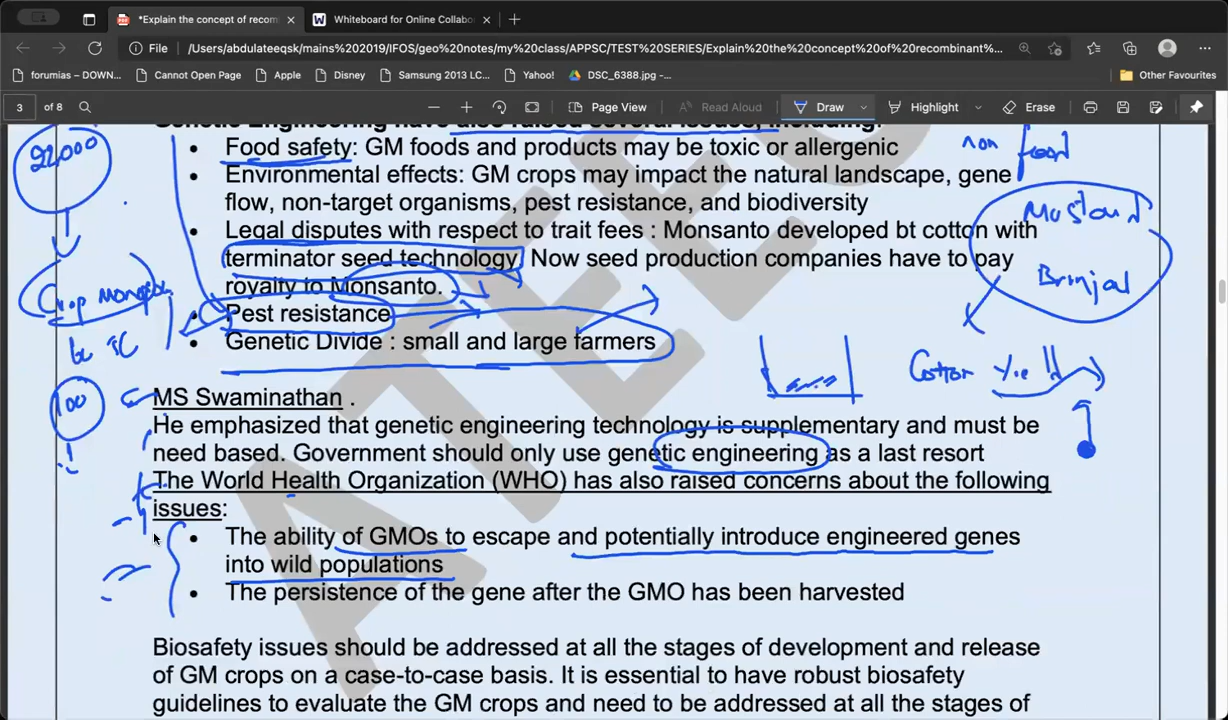 *Explain the concept of recom
Whiteboard for Online Collabo
File
/Users/abdulateeqsk/mains%202019/IFOS/geo%20notes/my%20class/APPSC/TEST%20SERIES/Explain%20the%20concept%20of%20recombinant%...
forumias – DOWN...
Cannot Open Page
Apple
Disney
Samsung 2013 LC...
Yahoo!
DSC_6388.jpg -...
Other Favourites
3 of 8
Page View
Read Aloud
Draw
Highlight
Erase
Genetic Engineering have also raised several issues, including:
• Food safety: GM foods and products may be toxic or allergenic
• Environmental effects: GM crops may impact the natural landscape, gene
flow, non-target organisms, pest resistance, and biodiversity
• Legal disputes with respect to trait fees : Monsanto developed bt cotton with
terminator seed technology. Now seed production companies have to pay
royalty to Monsanto.
• Pest resistance
• Genetic Divide : small and large farmers
22,000
non food
Mustard
Brinjal
Crop
Cotton
100
MS Swaminathan .
He emphasized that genetic engineering technology is supplementary and must be
need based. Government should only use genetic engineering as a last resort
The World Health Organization (WHO) has also raised concerns about the following
issues:
• The ability of GMOs to escape and potentially introduce engineered genes
into wild populations
• The persistence of the gene after the GMO has been harvested
Biosafety issues should be addressed at all the stages of development and release
of GM crops on a case-to-case basis. It is essential to have robust biosafety
guidelines to evaluate the GM crops and need to be addressed at all the stages of